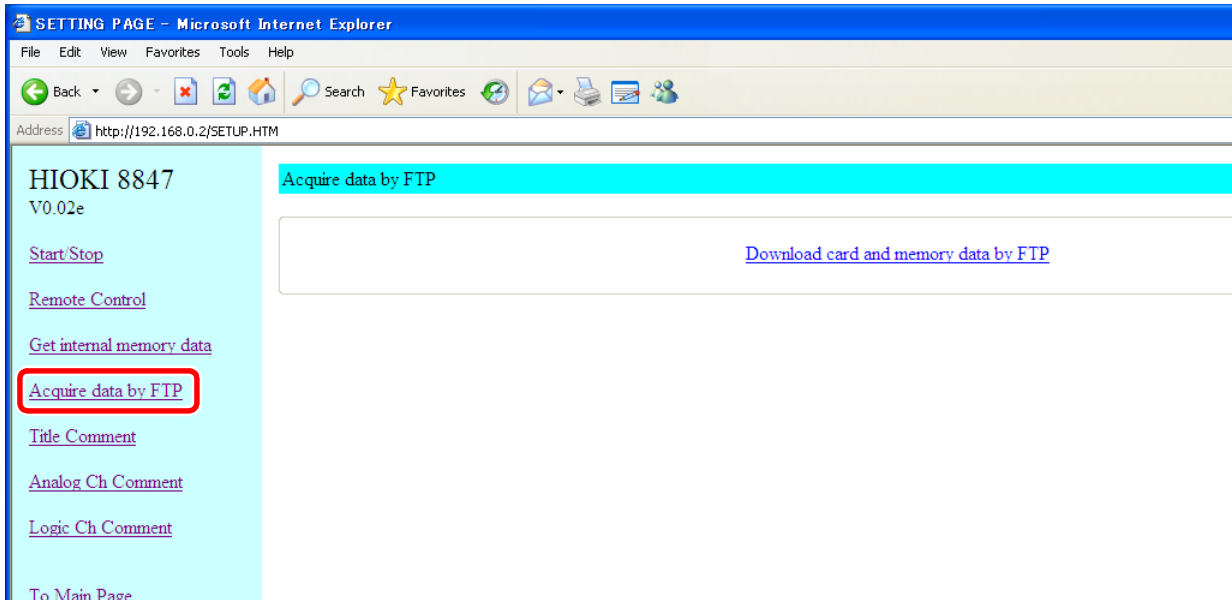 SETTING PAGE - Microsoft Internet Explorer
File Edit View Favorites Tools Help
Back Search Favorites
Address http://192.168.0.2/SETUP.HTM
HIOKI 8847
V0.02e
Start/Stop
Remote Control
Get internal memory data
Acquire data by FTP
Title Comment
Analog Ch Comment
Logic Ch Comment
To Main Page
Acquire data by FTP
Download card and memory data by FTP